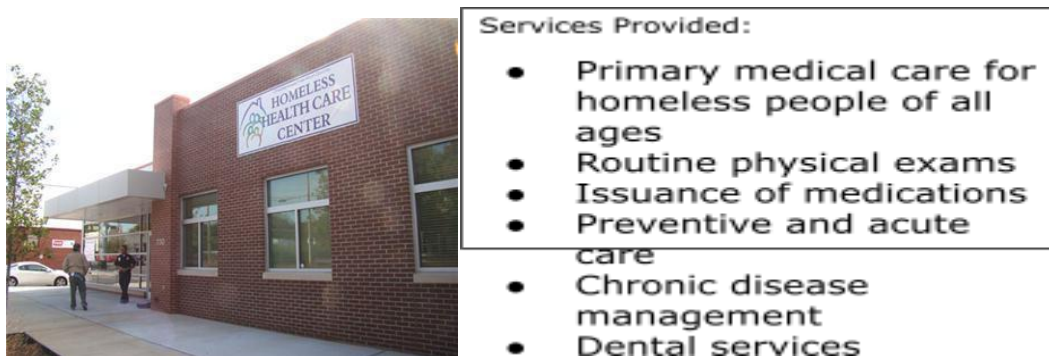 HOMELESS
HEALTH CARE
CENTER
Services Provided:
● Primary medical care for
homeless people of all
ages
● Routine physical exams
● Issuance of medications
● Preventive and acute
care
● Chronic disease
management
● Dental services